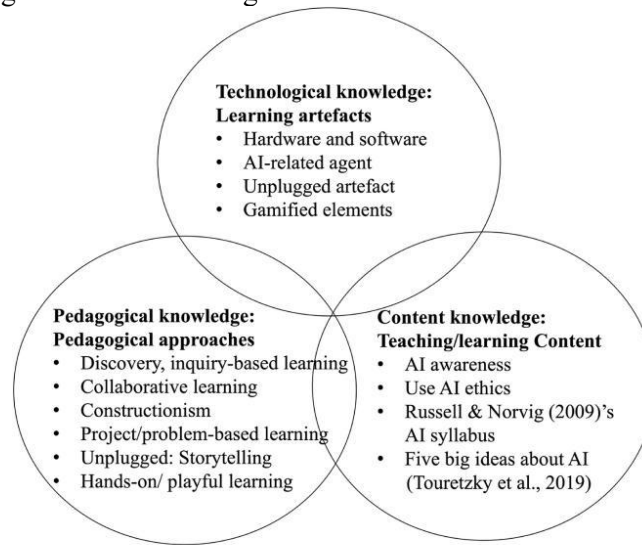 Technological knowledge:
Learning artefacts
• Hardware and software
• AI-related agent
• Unplugged artefact
• Gamified elements
Pedagogical knowledge:
Pedagogical approaches
• Discovery, inquiry-based learning
• Collaborative learning
• Constructionism
• Project/problem-based learning
• Unplugged: Storytelling
• Hands-on/ playful learning
Content knowledge:
Teaching/learning Content
• AI awareness
• Use AI ethics
• Russell & Norvig (2009)'s
AI syllabus
• Five big ideas about AI
(Touretzky et al., 2019)